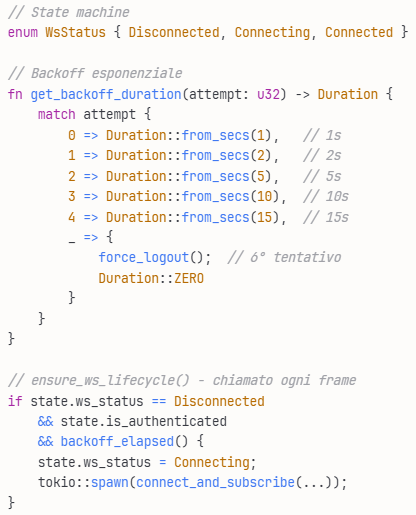 // State machine
enum WsStatus { Disconnected, Connecting, Connected }
// Backoff esponenziale
fn get_backoff_duration(attempt: u32) -> Duration {
    match attempt {
        0 => Duration::from_secs(1),   // 1s
        1 => Duration::from_secs(2),   // 2s
        2 => Duration::from_secs(5),   // 5s
        3 => Duration::from_secs(10),  // 10s
        4 => Duration::from_secs(15),  // 15s
        _ => {
            force_logout();  // 6° tentativo
            Duration::ZERO
        }
    }
}
// ensure_ws_lifecycle() - chiamato ogni frame
if state.ws_status == Disconnected
    && state.is_authenticated
    && backoff_elapsed() {
    state.ws_status = Connecting;
    tokio::spawn(connect_and_subscribe(...));
}